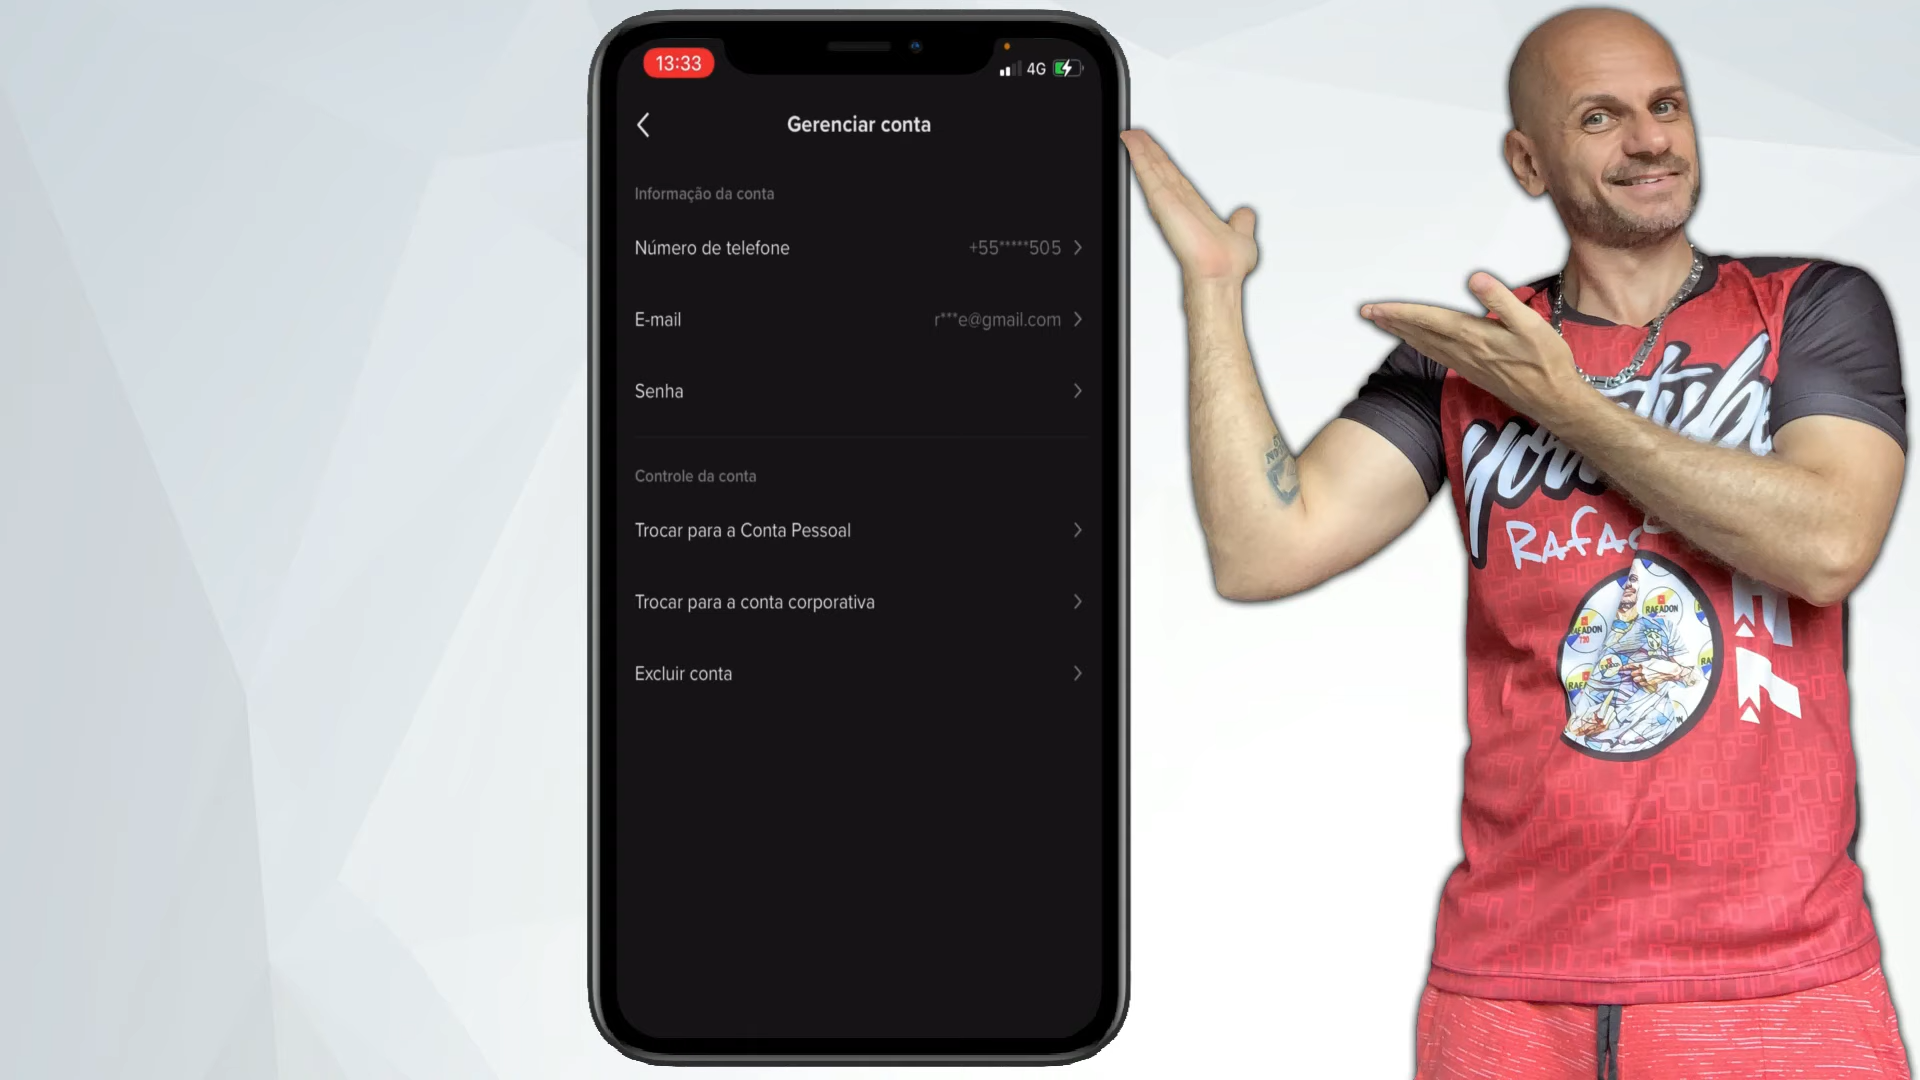 13:33
4G
Gerenciar conta
Informação da conta
Número de telefone +55*****505
E-mail r***e@gmail.com
Senha
Controle da conta
Trocar para a Conta Pessoal
Trocar para a conta corporativa
Excluir conta
RAFADON